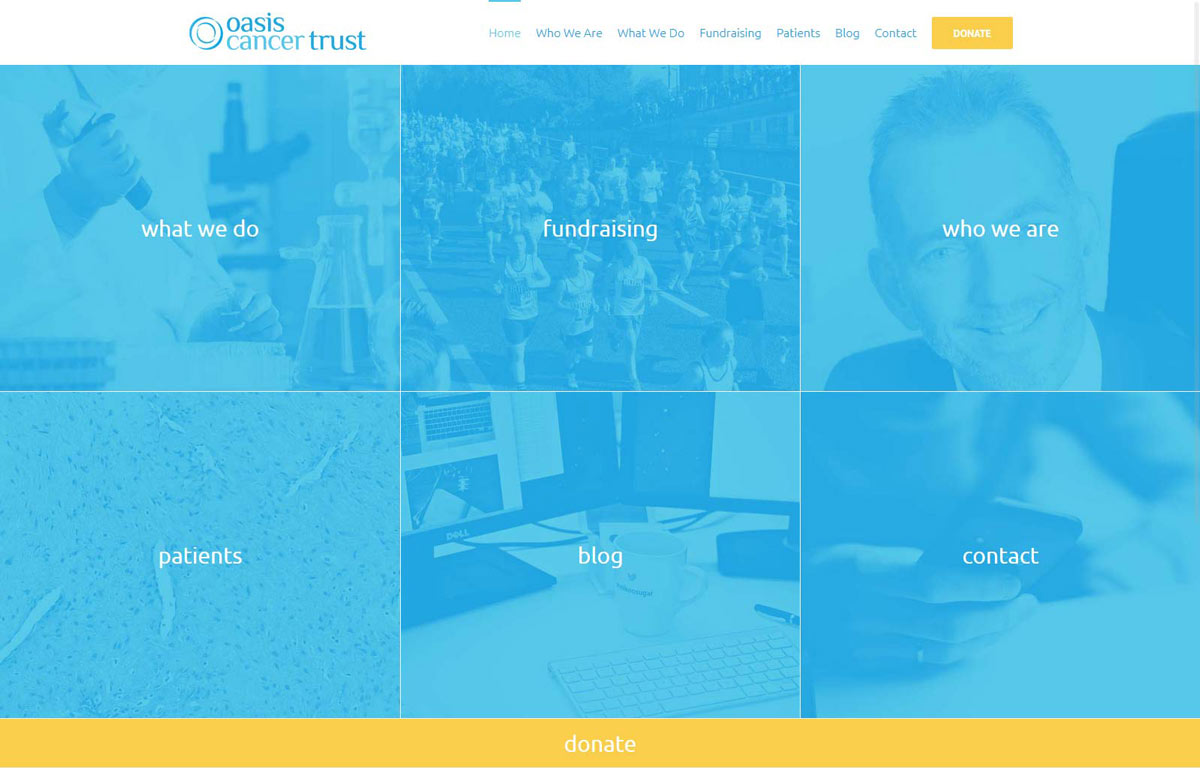 oasis
cancer trust
Home Who We Are What We Do Fundraising Patients Blog Contact DONATE
what we do
fundraising
who we are
patients
blog
contact
DELL
donate